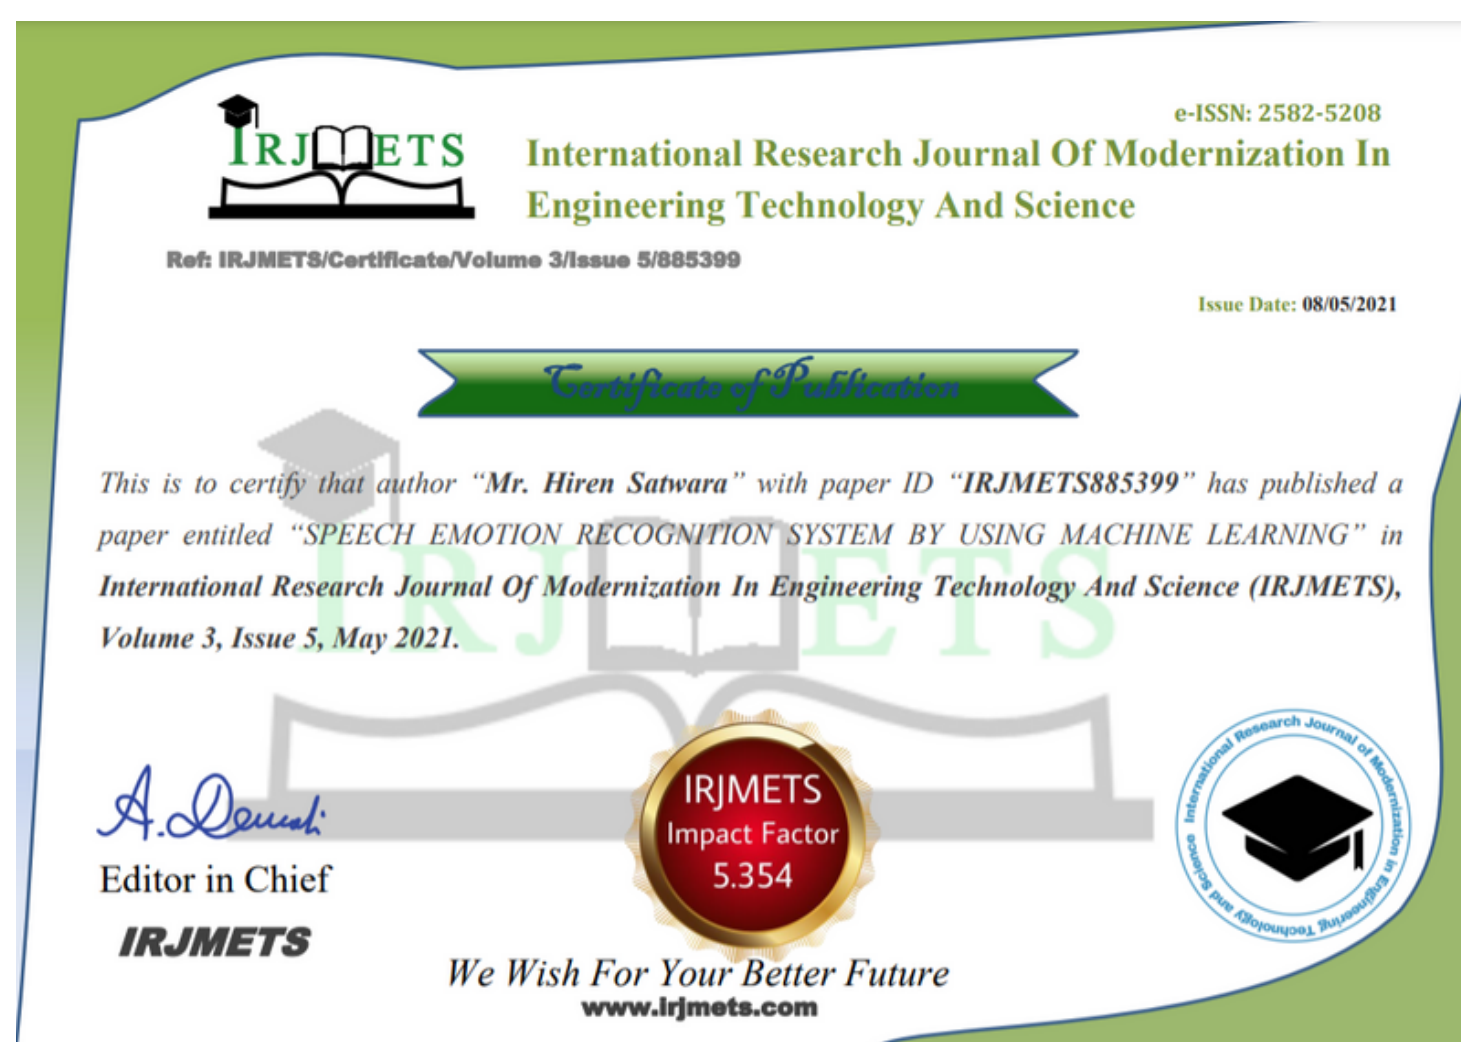 e-ISSN: 2582-5208
IRJMETS
International Research Journal Of Modernization In
Engineering Technology And Science
Ref: IRJMETS/Certificate/Volume 3/Issue 5/885399
Issue Date: 08/05/2021
Certificate of Publication
This is to certify that author “Mr. Hiren Satwara” with paper ID “IRJMETS885399” has published a
paper entitled “SPEECH EMOTION RECOGNITION SYSTEM BY USING MACHINE LEARNING” in
International Research Journal Of Modernization In Engineering Technology And Science (IRJMETS),
Volume 3, Issue 5, May 2021.
IRJMETS
A.
Editor in Chief
IRJMETS
IRJMETS
Impact Factor
5.354
International Research Journal of Modernization in Engineering Technology and Science
We Wish For Your Better Future
www.irjmets.com